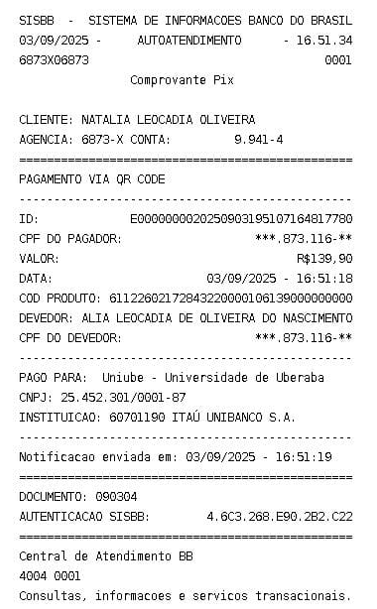 SISBB - SISTEMA DE INFORMACOES BANCO DO BRASIL
03/09/2025 - AUTOATENDIMENTO - 16.51.34
6873X06873 0001
Comprovante Pix
CLIENTE: NATALIA LEOCADIA OLIVEIRA
AGENCIA: 6873-X CONTA: 9.941-4
================================================
PAGAMENTO VIA QR CODE
------------------------------------------------
ID: E0000000020250903195107164817780
CPF DO PAGADOR: ***.873.116-**
VALOR: R$139,90
DATA: 03/09/2025 - 16:51:18
COD PRODUTO: 61122602172843220000106139000000000
DEVEDOR: ALIA LEOCADIA DE OLIVEIRA DO NASCIMENTO
CPF DO DEVEDOR: ***.873.116-**
------------------------------------------------
PAGO PARA: Uniube - Universidade de Uberaba
CNPJ: 25.452.301/0001-87
INSTITUICAO: 60701190 ITAÚ UNIBANCO S.A.
------------------------------------------------
Notificacao enviada em: 03/09/2025 - 16:51:19
================================================
DOCUMENTO: 090304
AUTENTICACAO SISBB: 4.6C3.268.E90.2B2.C22
================================================
Central de Atendimento BB
4004 0001
Consultas, informacoes e servicos transacionais.